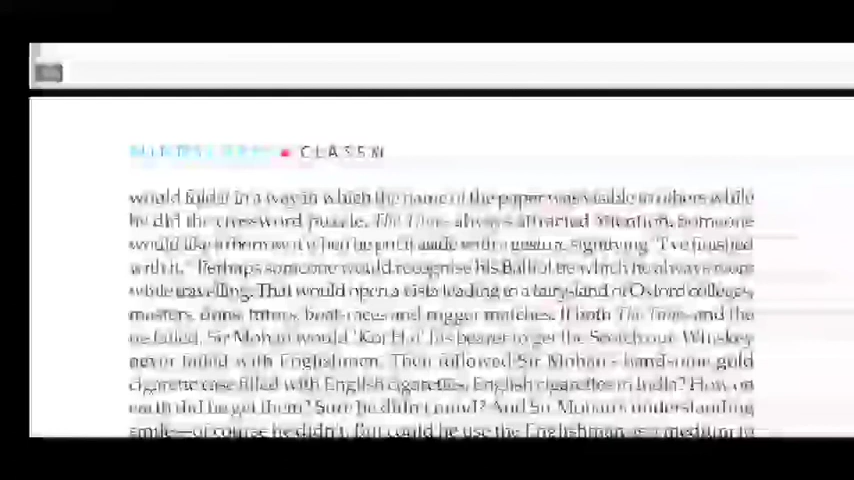 CLASS IX
would fold it in a way in which the name of the paper was visible to others while
he did the crossword puzzle. The Times always attracted attention. Someone
would like to borrow it when he put it aside with a gesture signifying "I've finished
with it." Perhaps someone would recognise his Balliol tie which he always wore
while travelling. That would open a vista leading to a fairy-land of Oxford colleges,
masters, dons, tutors, boat-races and rugger matches. If both The Times and the
tie failed, Sir Mohan would 'Koi Hai' his bearer to get the Scotch out. Whiskey
never failed with Englishmen. Then followed Sir Mohan's handsome gold
cigarette case filled with English cigarettes. English cigarettes in India? How on
earth did he get them? Sure he didn't mind? And Sir Mohan's understanding
smile—of course he didn't. But could he use the Englishman as a medium to